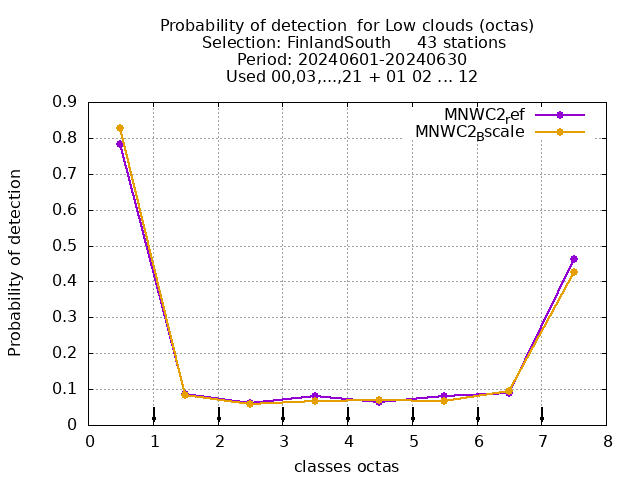 Probability of detection  for Low clouds (octas)
Selection: FinlandSouth     43 stations
Period: 20240601-20240630
Used 00,03,...,21 + 01 02 ... 12
MNWC2ref
MNWC2Bscale
Probability of detection
0.9
0.8
0.7
0.6
0.5
0.4
0.3
0.2
0.1
0
0 1 2 3 4 5 6 7 8
classes octas